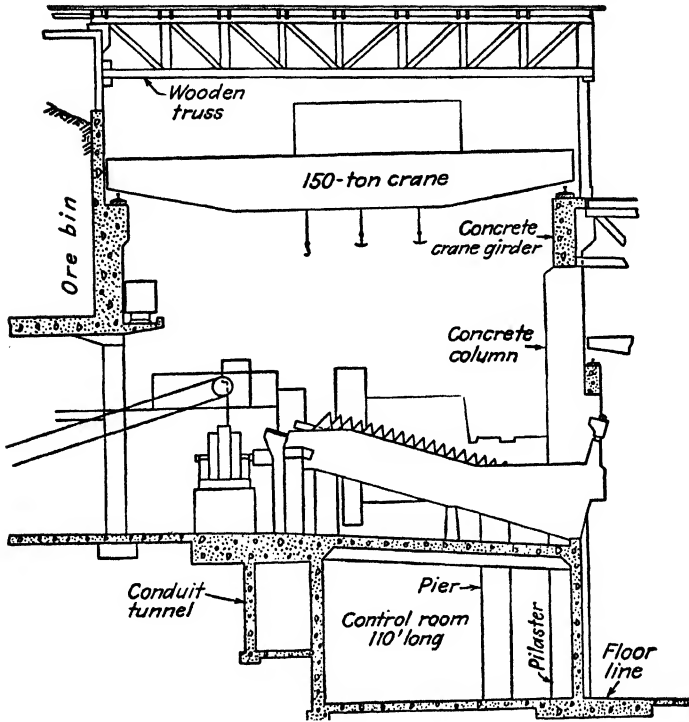 Wooden
truss
150-ton crane
Ore bin
Concrete
crane girder
Concrete
column
Conduit
tunnel
Pier
Control room
110' long
Pilaster
Floor
line